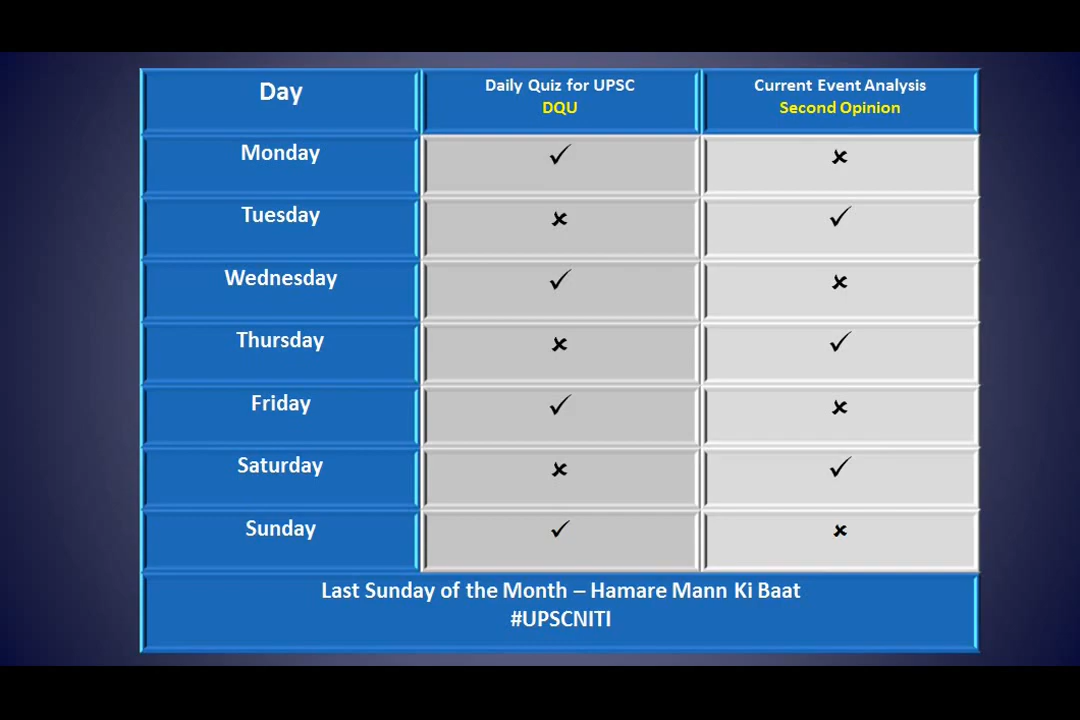 Day
Daily Quiz for UPSC
DQU
Current Event Analysis
Second Opinion
Monday ✓ ✗
Tuesday ✗ ✓
Wednesday ✓ ✗
Thursday ✗ ✓
Friday ✓ ✗
Saturday ✗ ✓
Sunday ✓ ✗
Last Sunday of the Month – Hamare Mann Ki Baat
#UPSCNITI